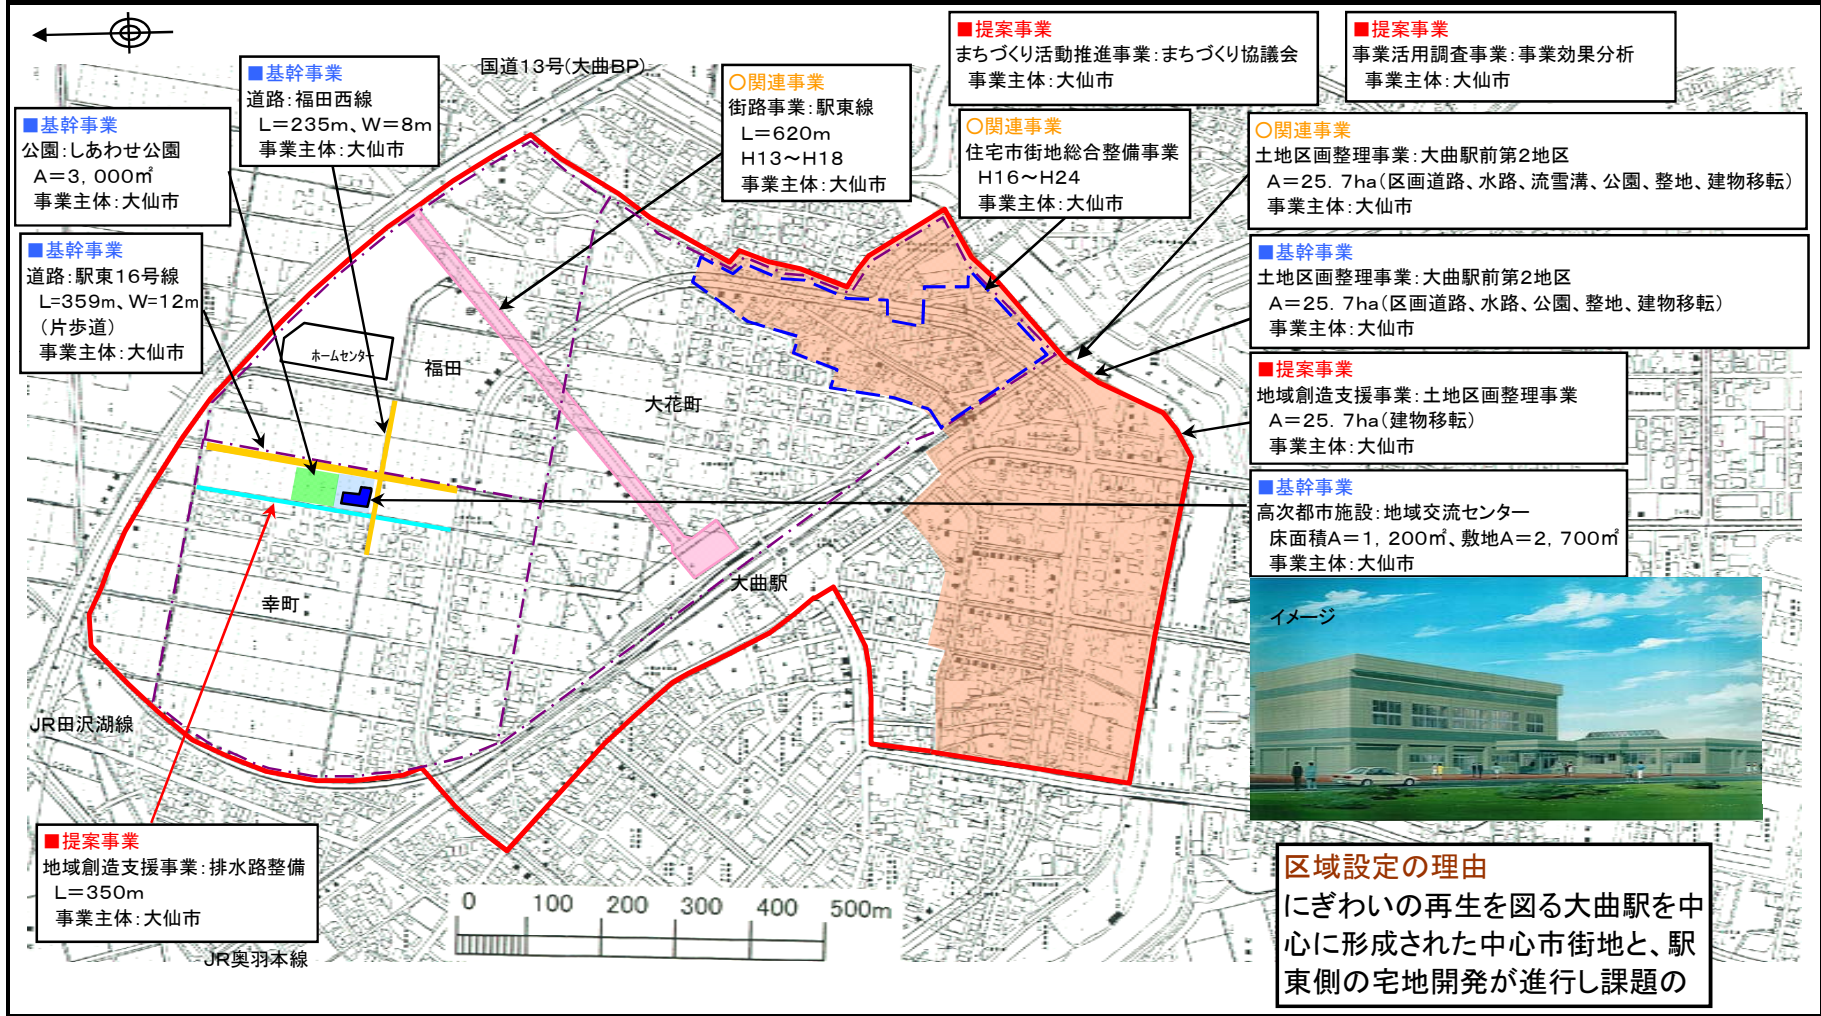 ■提案事業
まちづくり活動推進事業：まちづくり協議会
事業主体：大仙市
■提案事業
事業活用調査事業：事業効果分析
事業主体：大仙市
国道13号(大曲BP)
■基幹事業
道路：福田西線
L＝235m、W＝8m
事業主体：大仙市
○関連事業
街路事業：駅東線
L＝620m
H13～H18
事業主体：大仙市
■基幹事業
公園：しあわせ公園
A＝3，000㎡
事業主体：大仙市
○関連事業
住宅市街地総合整備事業
H16～H24
事業主体：大仙市
○関連事業
土地区画整理事業：大曲駅前第2地区
A＝25．7ha(区画道路、水路、流雪溝、公園、整地、建物移転)
事業主体：大仙市
■基幹事業
道路：駅東16号線
L=359m、W=12m
(片歩道)
事業主体：大仙市
■基幹事業
土地区画整理事業：大曲駅前第2地区
A＝25．7ha(区画道路、水路、公園、整地、建物移転)
事業主体：大仙市
ホームセンター
福田
大花町
■提案事業
地域創造支援事業：土地区画整理事業
A＝25．7ha(建物移転)
事業主体：大仙市
■基幹事業
高次都市施設：地域交流センター
床面積A＝1，200㎡、敷地A＝2，700㎡
事業主体：大仙市
大曲駅
幸町
イメージ
JR田沢湖線
■提案事業
地域創造支援事業：排水路整備
L＝350m
事業主体：大仙市
JR奥羽本線
0 100 200 300 400 500m
区域設定の理由
にぎわいの再生を図る大曲駅を中
心に形成された中心市街地と、駅
東側の宅地開発が進行し課題の